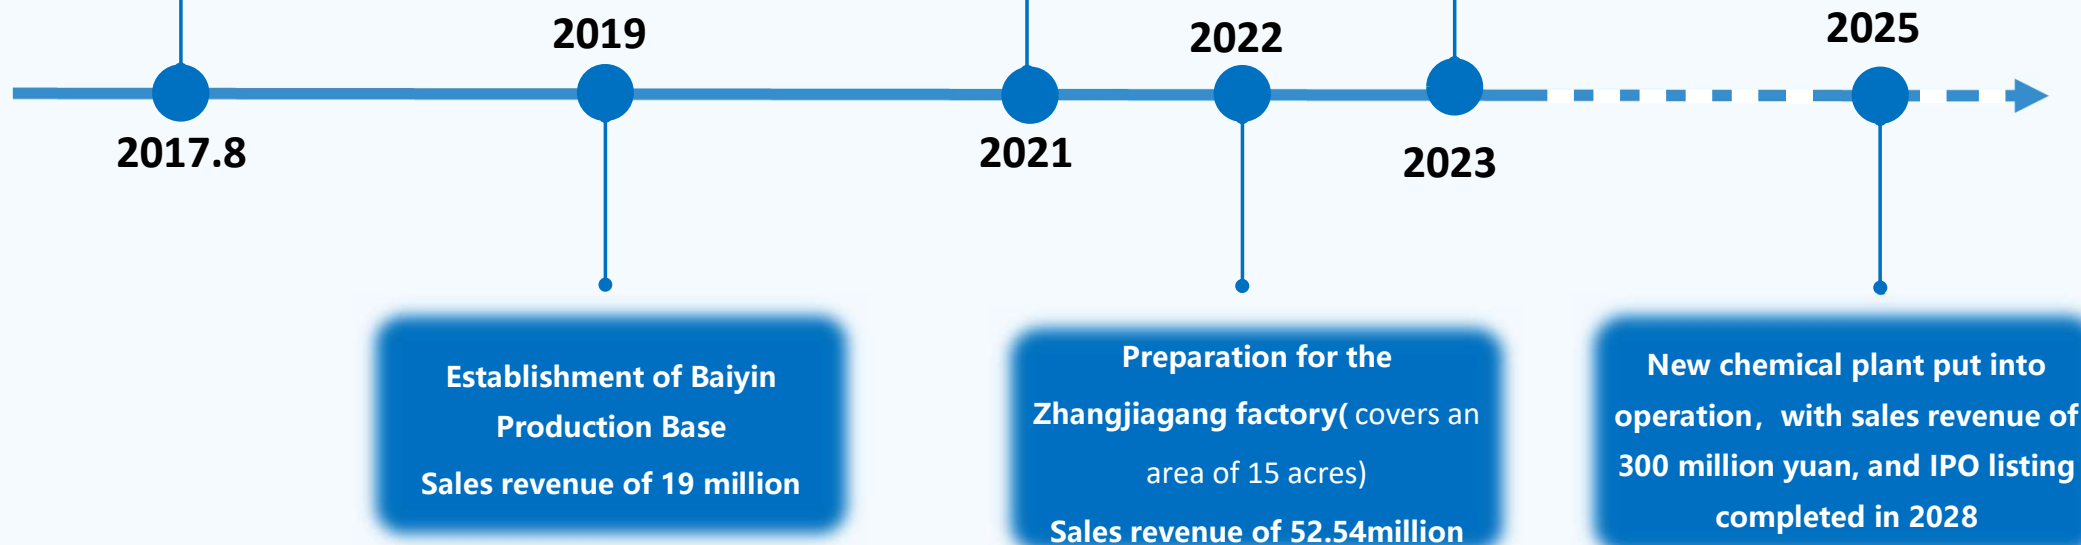 2019
2022
2025
2017.8
2021
2023
Establishment of Baiyin
Production Base
Sales revenue of 19 million
Preparation for the
Zhangjiagang factory( covers an
area of 15 acres)
Sales revenue of 52.54million
New chemical plant put into
operation，with sales revenue of
300 million yuan, and IPO listing
completed in 2028